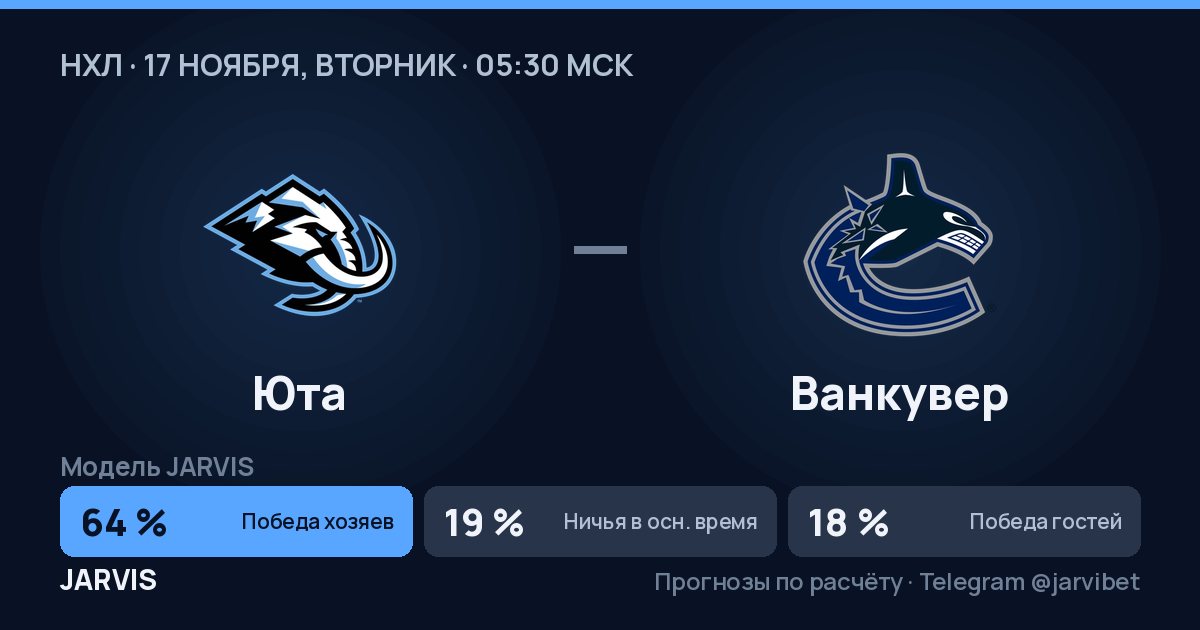 НХЛ · 17 НОЯБРЯ, ВТОРНИК · 05:30 МСК
Юта
Ванкувер
Модель JARVIS
64 % Победа хозяев
19 % Ничья в осн. время
18 % Победа гостей
JARVIS
Прогнозы по расчёту · Telegram @jarvibet